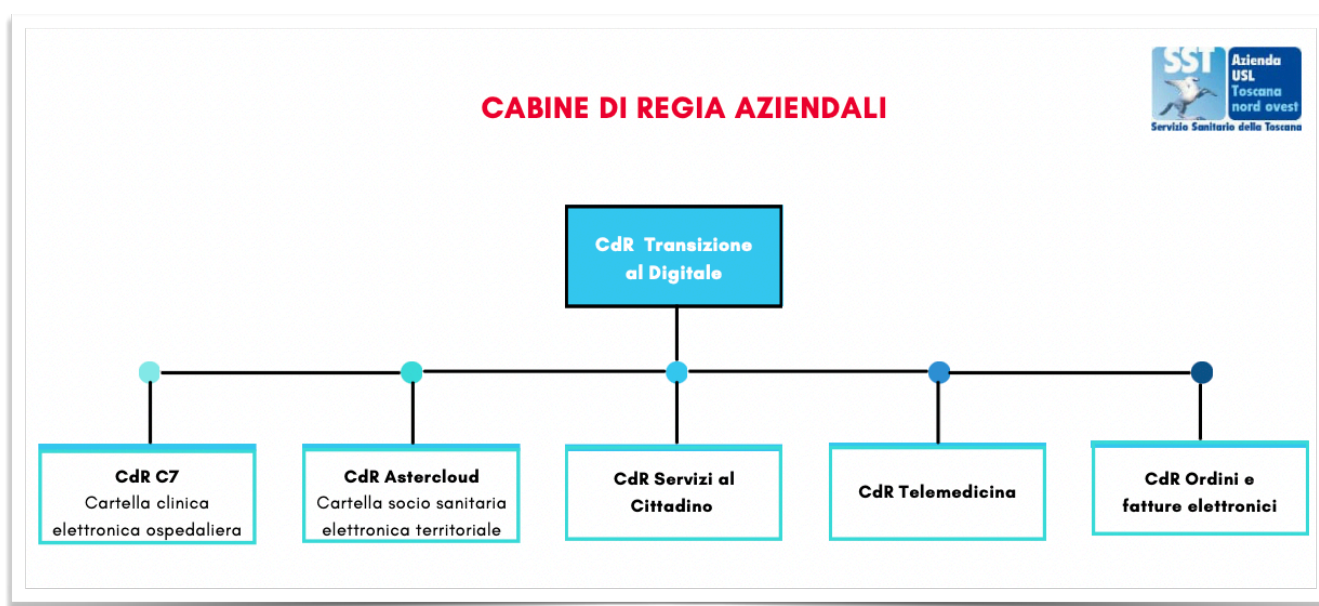 SST
Azienda
USL
Toscana
nord ovest
Servizio Sanitario della Toscana
CABINE DI REGIA AZIENDALI
CdR Transizione
al Digitale
CdR C7
Cartella clinica
elettronica ospedaliera
CdR Astercloud
Cartella socio sanitaria
elettronica territoriale
CdR Servizi al
Cittadino
CdR Telemedicina
CdR Ordini e
fatture elettronici